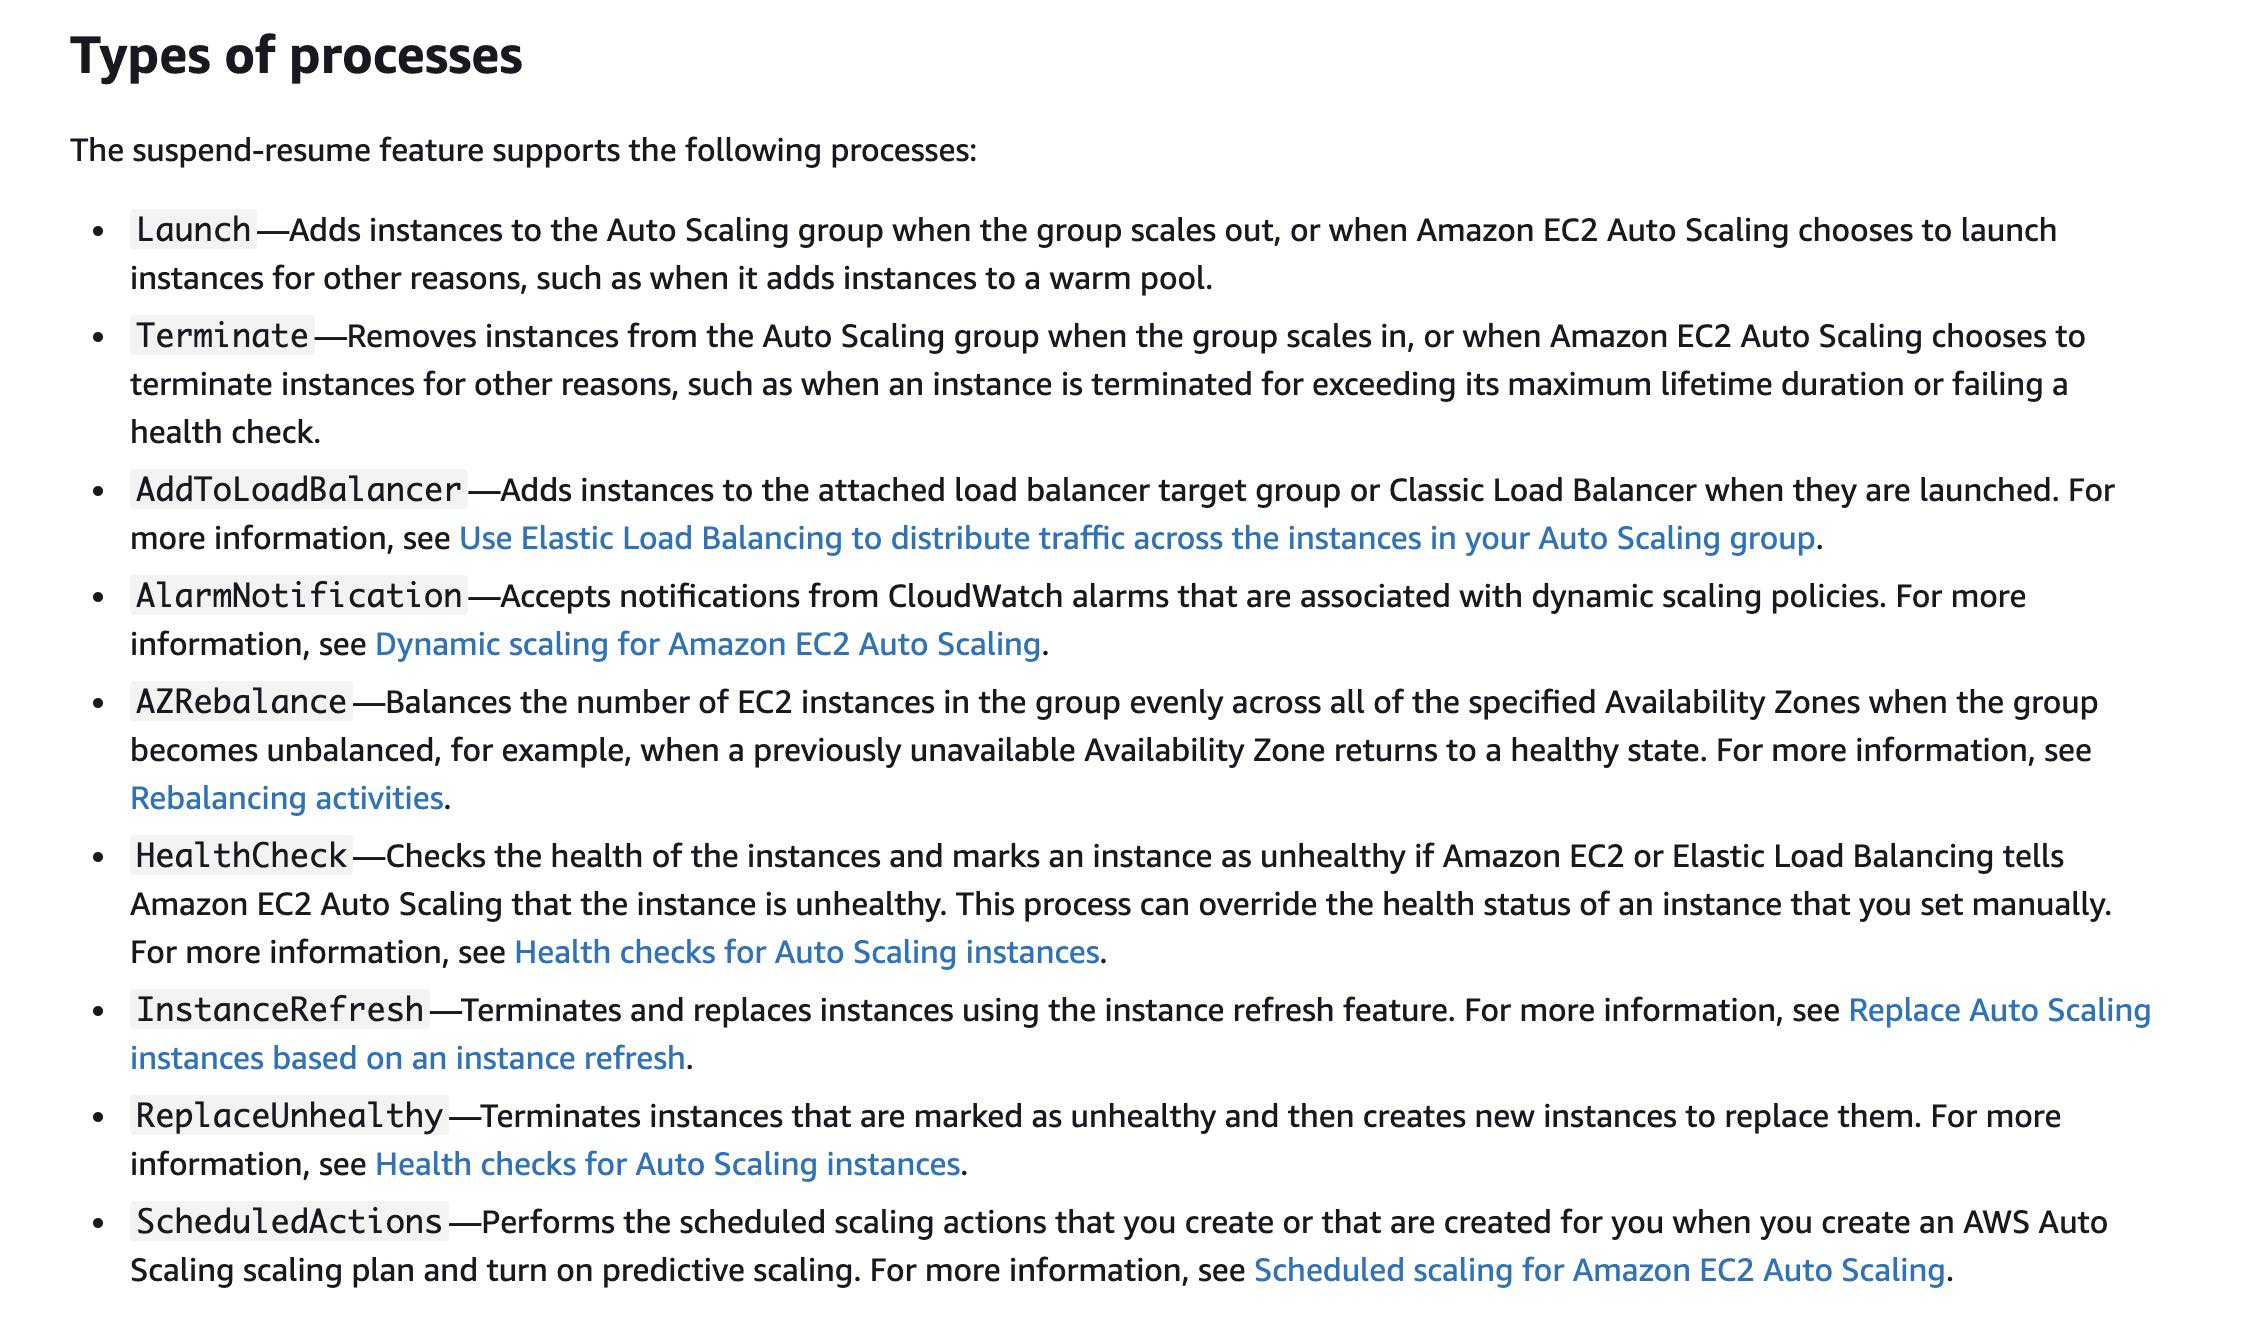 Types of processes
The suspend-resume feature supports the following processes:
• Launch—Adds instances to the Auto Scaling group when the group scales out, or when Amazon EC2 Auto Scaling chooses to launch
instances for other reasons, such as when it adds instances to a warm pool.
• Terminate—Removes instances from the Auto Scaling group when the group scales in, or when Amazon EC2 Auto Scaling chooses to
terminate instances for other reasons, such as when an instance is terminated for exceeding its maximum lifetime duration or failing a
health check.
• AddToLoadBalancer—Adds instances to the attached load balancer target group or Classic Load Balancer when they are launched. For
more information, see Use Elastic Load Balancing to distribute traffic across the instances in your Auto Scaling group.
• AlarmNotification—Accepts notifications from CloudWatch alarms that are associated with dynamic scaling policies. For more
information, see Dynamic scaling for Amazon EC2 Auto Scaling.
• AZRebalance—Balances the number of EC2 instances in the group evenly across all of the specified Availability Zones when the group
becomes unbalanced, for example, when a previously unavailable Availability Zone returns to a healthy state. For more information, see
Rebalancing activities.
• HealthCheck—Checks the health of the instances and marks an instance as unhealthy if Amazon EC2 or Elastic Load Balancing tells
Amazon EC2 Auto Scaling that the instance is unhealthy. This process can override the health status of an instance that you set manually.
For more information, see Health checks for Auto Scaling instances.
• InstanceRefresh—Terminates and replaces instances using the instance refresh feature. For more information, see Replace Auto Scaling
instances based on an instance refresh.
• ReplaceUnhealthy—Terminates instances that are marked as unhealthy and then creates new instances to replace them. For more
information, see Health checks for Auto Scaling instances.
• ScheduledActions—Performs the scheduled scaling actions that you create or that are created for you when you create an AWS Auto
Scaling scaling plan and turn on predictive scaling. For more information, see Scheduled scaling for Amazon EC2 Auto Scaling.